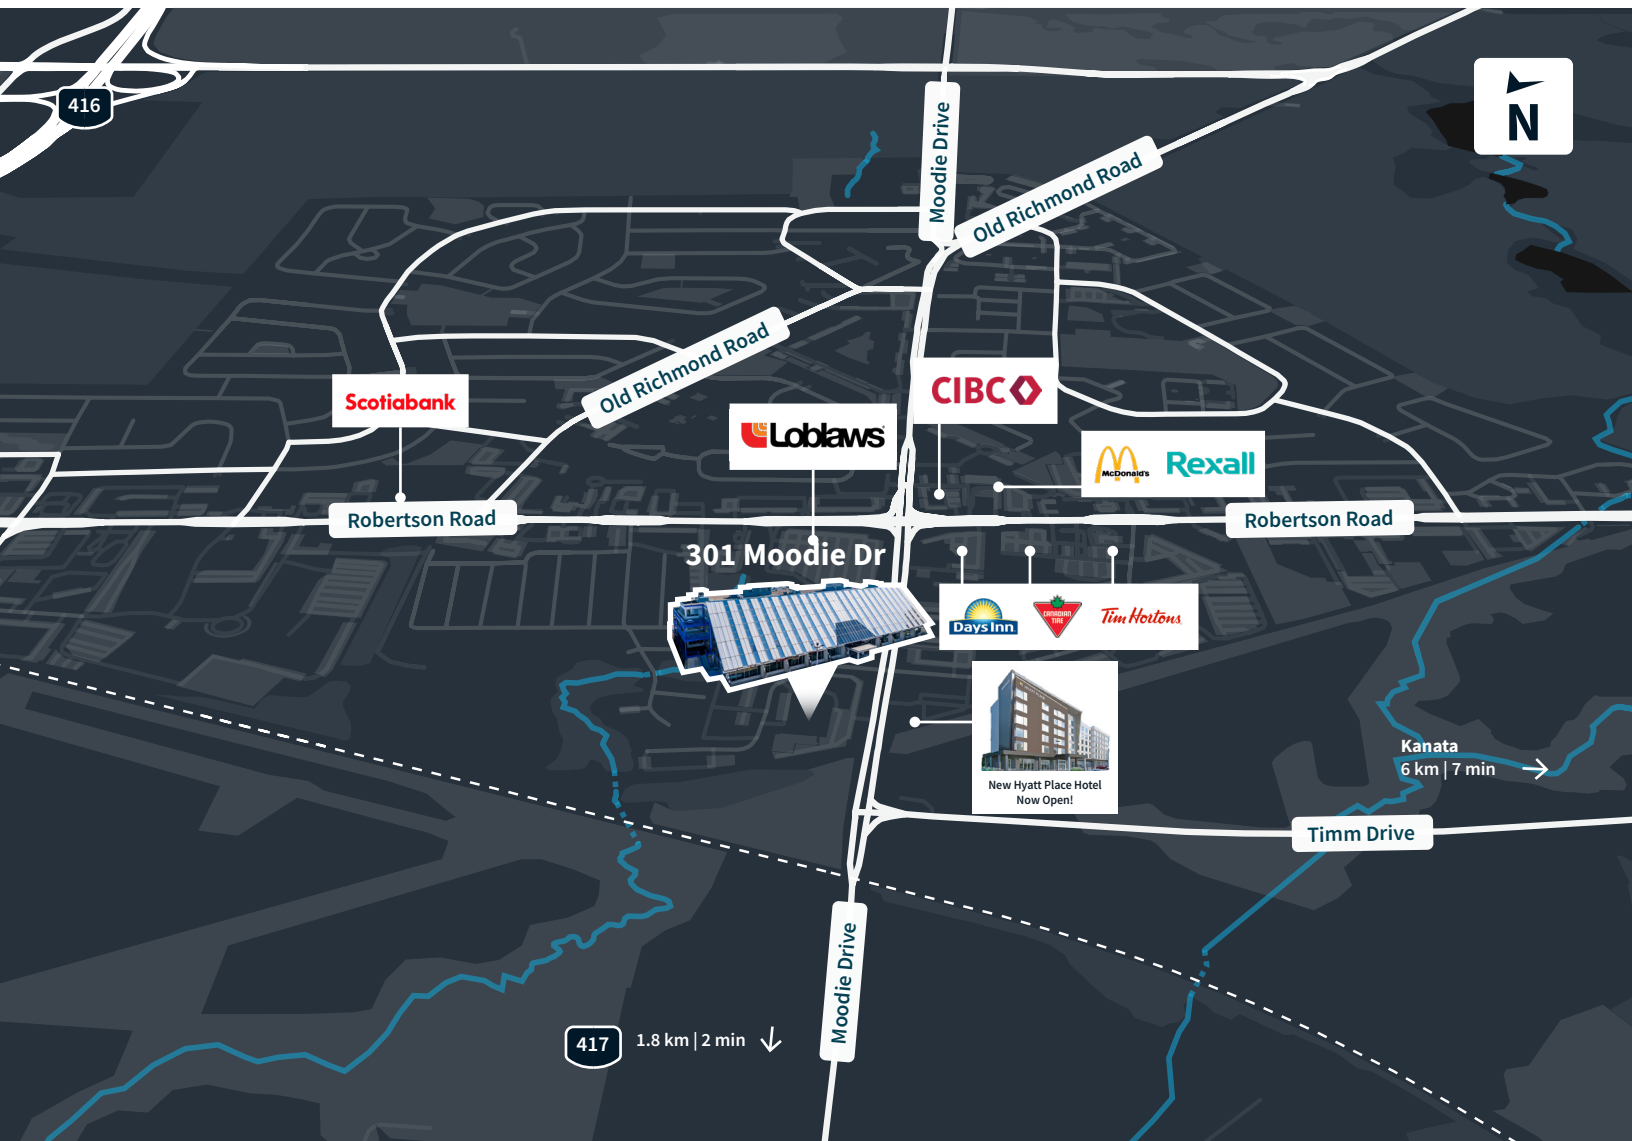 416
N
Moodie Drive
Old Richmond Road
Old Richmond Road
Scotiabank
CIBC
Loblaws
McDonald's
Rexall
Robertson Road
Robertson Road
301 Moodie Dr
Days Inn
CANADIAN
TIRE
Tim Hortons
Kanata
6 km | 7 min
New Hyatt Place Hotel
Now Open!
Timm Drive
Moodie Drive
417
1.8 km | 2 min